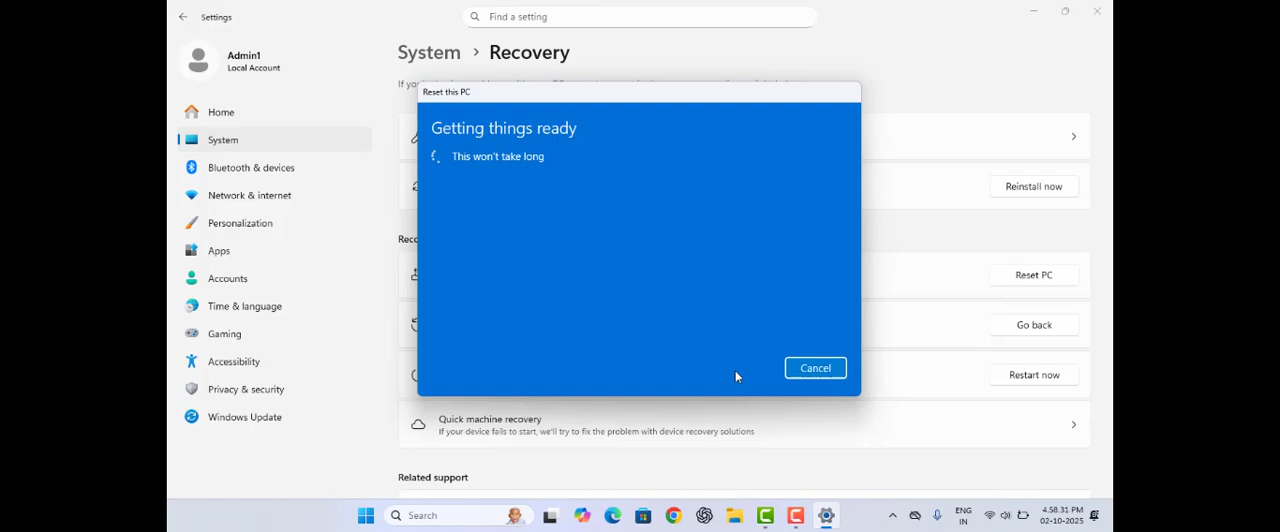 Settings
Find a setting
Admin1
Local Account
System > Recovery
Reset this PC
Getting things ready
This won't take long
Cancel
Home
System
Bluetooth & devices
Network & internet
Personalization
Apps
Accounts
Time & language
Gaming
Accessibility
Privacy & security
Windows Update
Reinstall now
Reset PC
Go back
Restart now
Quick machine recovery
If your device fails to start, we'll try to fix the problem with device recovery solutions
Related support
Search
ENG
IN
4.58.31 PM
02-10-2025